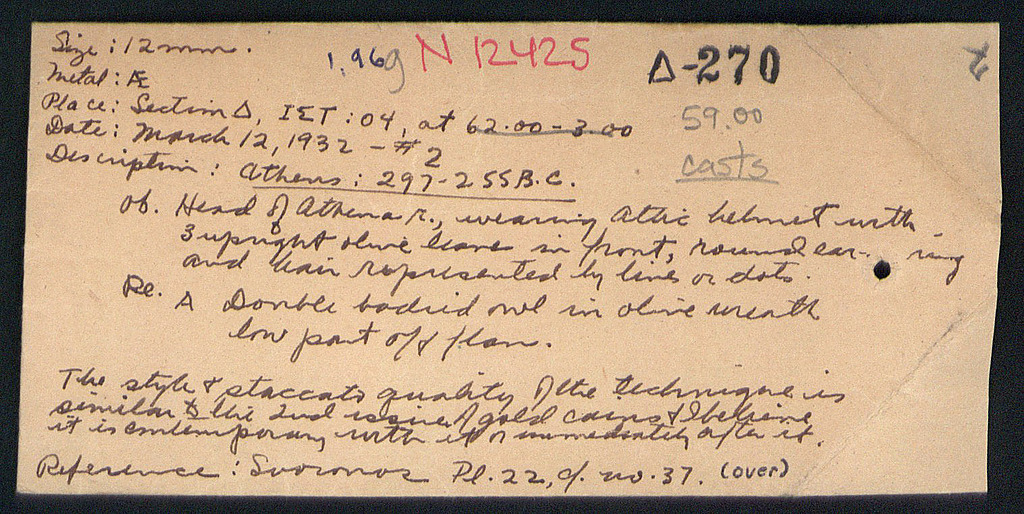 Size : 12 mm. 1.96g N 12425 Δ-270
Metal : Æ
Place : Section Δ, IΣT : 04, at 62.00-3.00 59.00
Date : March 12, 1932 - #2 casts
Description : Athens : 297-255 B.C.
Ob. Head of Athena r., wearing Attic helmet with
3 upright olive leaves in front, round ear-ring
and hair represented by lines or dots.
Re. A Double bodied owl in olive wreath
low part off flan.
The style & staccato quality of the technique is
similar to the 2nd issue of gold coins & I believe
it is contemporary with it or immediately after it.
Reference : Svoronos Pl. 22, cf. no. 37. (over)